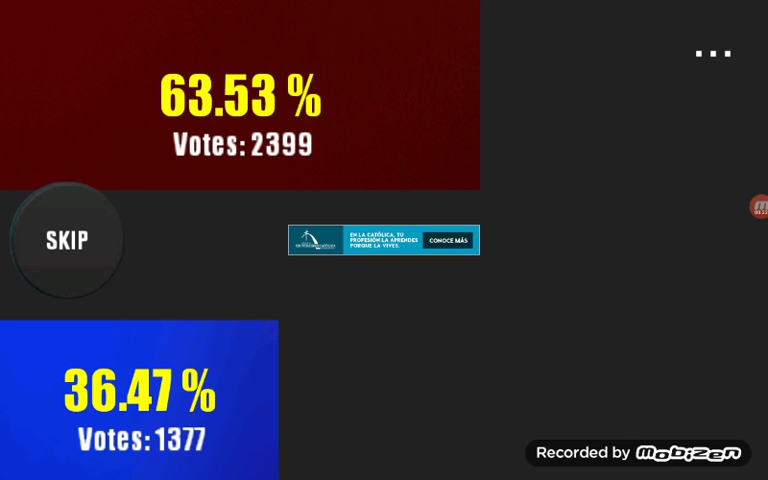 63.53 %
Votes: 2399
SKIP
EN LA CATÓLICA, TU
PROFESIÓN LA APRENDES
PORQUE LA VIVES.
CONOCE MÁS
36.47 %
Votes: 1377
Recorded by mobizen